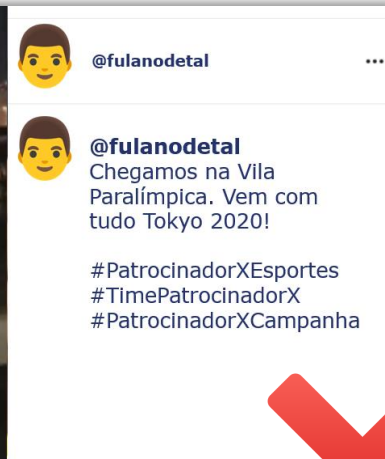 @fulanodetal
@fulanodetal
Chegamos na Vila
Paralímpica. Vem com
tudo Tokyo 2020!
#PatrocinadorXEsportes
#TimePatrocinadorX
#PatrocinadorXCampanha